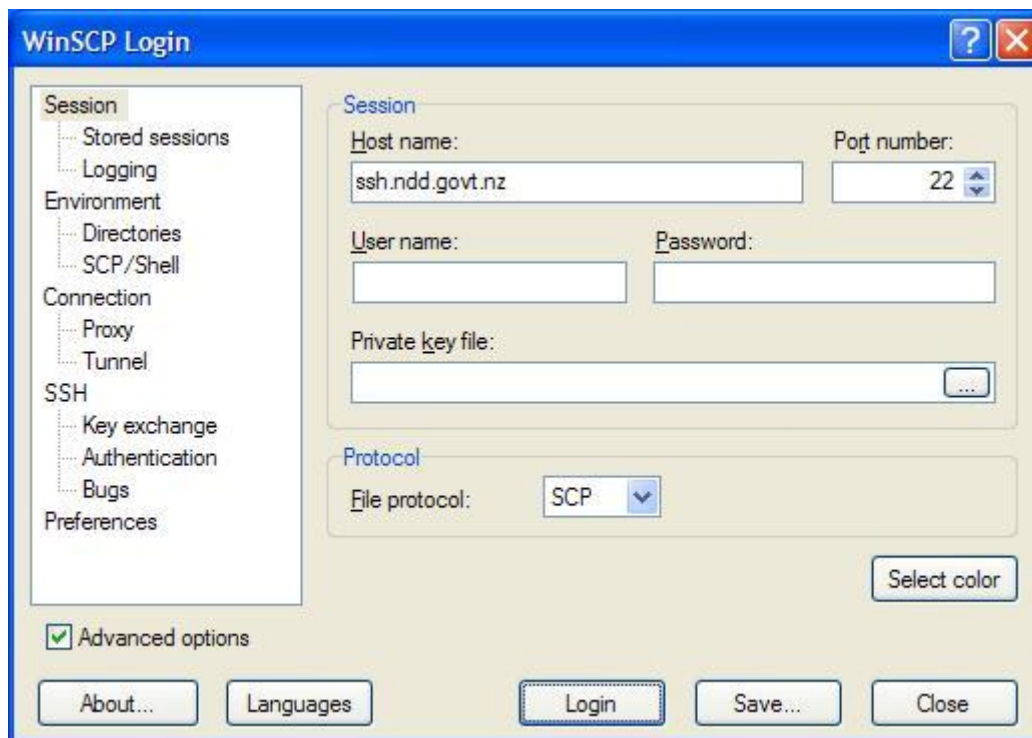 WinSCP Login
Session
Stored sessions
Logging
Environment
Directories
SCP/Shell
Connection
Proxy
Tunnel
SSH
Key exchange
Authentication
Bugs
Preferences
Session
Host name: Port number:
ssh.ndd.govt.nz 22
User name: Password:
Private key file:
...
Protocol
File protocol: SCP
Select color
Advanced options
About... Languages Login Save... Close